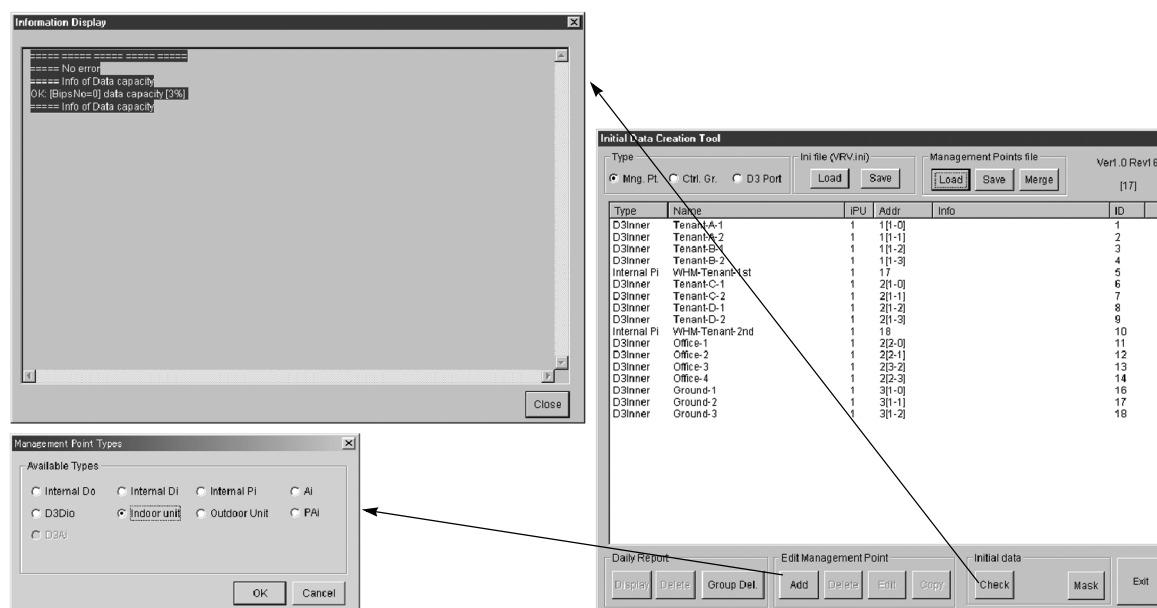 Information Display
===== ===== ===== ===== =====
===== No error
===== Info of Data capacity
OK: [BipsNo=0] data capacity [3%]
===== Info of Data capacity
Close
Management Point Types
Available Types
Internal Do Internal Di Internal Pi Ai
D3Dio Indoor unit Outdoor Unit PAi
D3Ai
OK Cancel
Initial Data Creation Tool
Type Ini file (VRV.ini) Management Points file
Mng. Pt. Ctrl. Gr. D3 Port Load Save Load Save Merge
Ver1.0 Rev16
[17]
Type Name iPU Addr Info ID
D3Inner Tenant-A-1 1 1[1-0] 1
D3Inner Tenant-A-2 1 1[1-1] 2
D3Inner Tenant-B-1 1 1[1-2] 3
D3Inner Tenant-B-2 1 1[1-3] 4
Internal Pi WHM-Tenant-1st 1 17 5
D3Inner Tenant-C-1 1 2[1-0] 6
D3Inner Tenant-C-2 1 2[1-1] 7
D3Inner Tenant-D-1 1 2[1-2] 8
D3Inner Tenant-D-2 1 2[1-3] 9
Internal Pi WHM-Tenant-2nd 1 18 10
D3Inner Office-1 1 2[2-0] 11
D3Inner Office-2 1 2[2-1] 12
D3Inner Office-3 1 2[3-2] 13
D3Inner Office-4 1 2[2-3] 14
D3Inner Ground-1 1 3[1-0] 16
D3Inner Ground-2 1 3[1-1] 17
D3Inner Ground-3 1 3[1-2] 18
Daily Report Edit Management Point Initial data
Display Delete Group Del. Add Delete Edit Copy Check Mask Exit